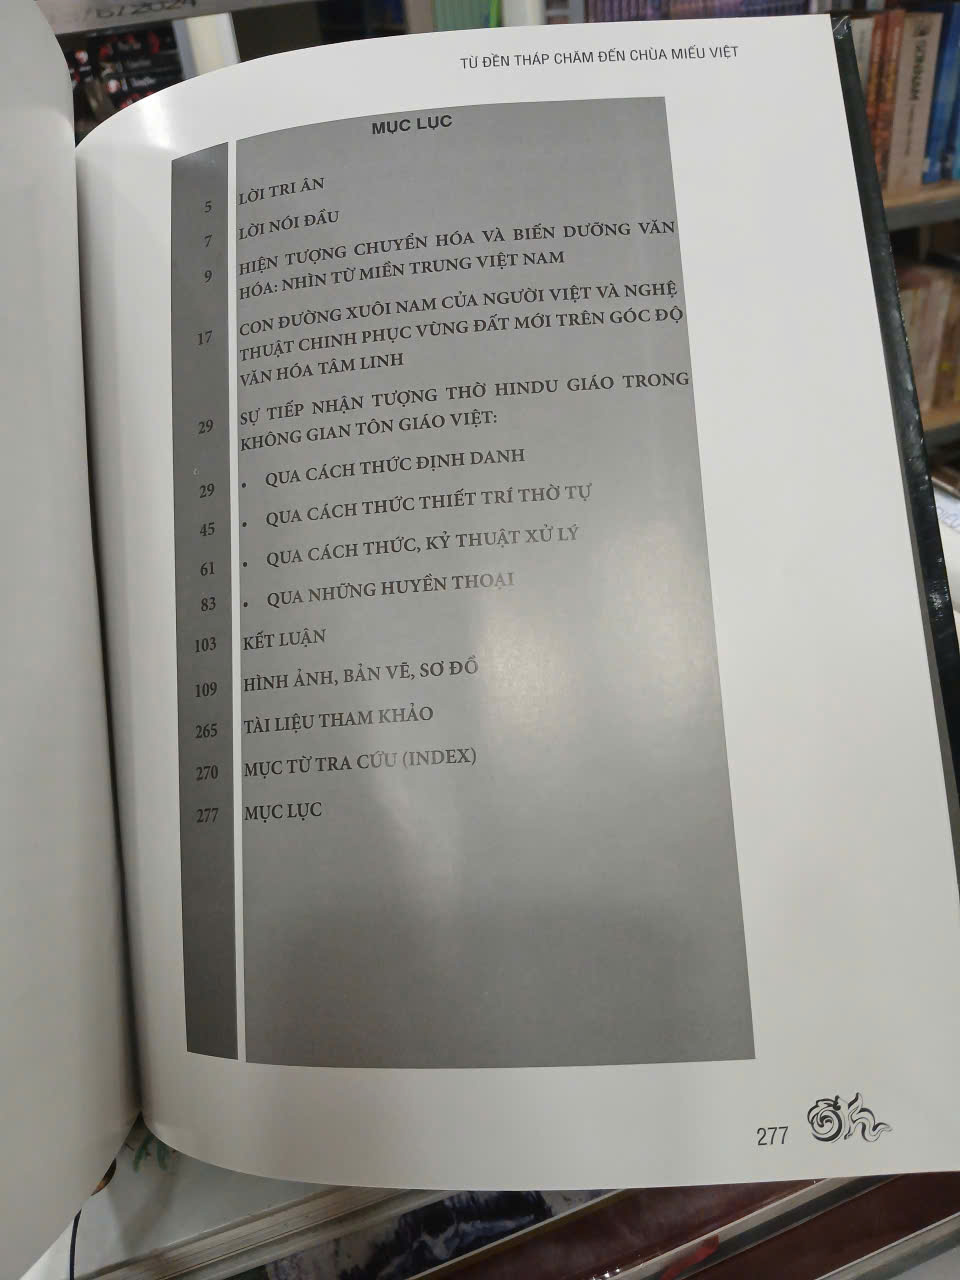 TỪ ĐỀN THÁP CHĂM ĐẾN CHÙA MIẾU VIỆT
MỤC LỤC
5 LỜI TRI ÂN
7 LỜI NÓI ĐẦU
9 HIỆN TƯỢNG CHUYỂN HÓA VÀ BIẾN DƯỠNG VĂN
HÓA: NHÌN TỪ MIỀN TRUNG VIỆT NAM
17 CON ĐƯỜNG XUÔI NAM CỦA NGƯỜI VIỆT VÀ NGHỆ
THUẬT CHINH PHỤC VÙNG ĐẤT MỚI TRÊN GÓC ĐỘ
VĂN HÓA TÂM LINH
29 SỰ TIẾP NHẬN TƯỢNG THỜ HINDU GIÁO TRONG
KHÔNG GIAN TÔN GIÁO VIỆT:
29 • QUA CÁCH THỨC ĐỊNH DANH
45 • QUA CÁCH THỨC THIẾT TRÍ THỜ TỰ
61 • QUA CÁCH THỨC, KỶ THUẬT XỬ LÝ
83 • QUA NHỮNG HUYỀN THOẠI
103 KẾT LUẬN
109 HÌNH ẢNH, BẢN VẼ, SƠ ĐỒ
265 TÀI LIỆU THAM KHẢO
270 MỤC TỪ TRA CỨU (INDEX)
277 MỤC LỤC
277